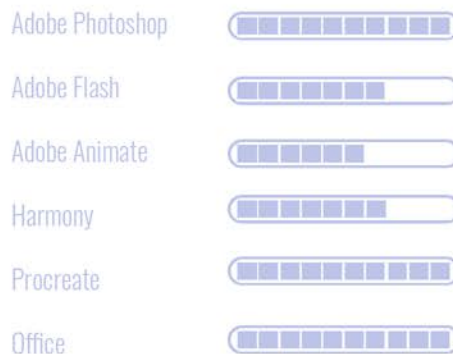 Adobe Photoshop
Adobe Flash
Adobe Animate
Harmony
Procreate
Office